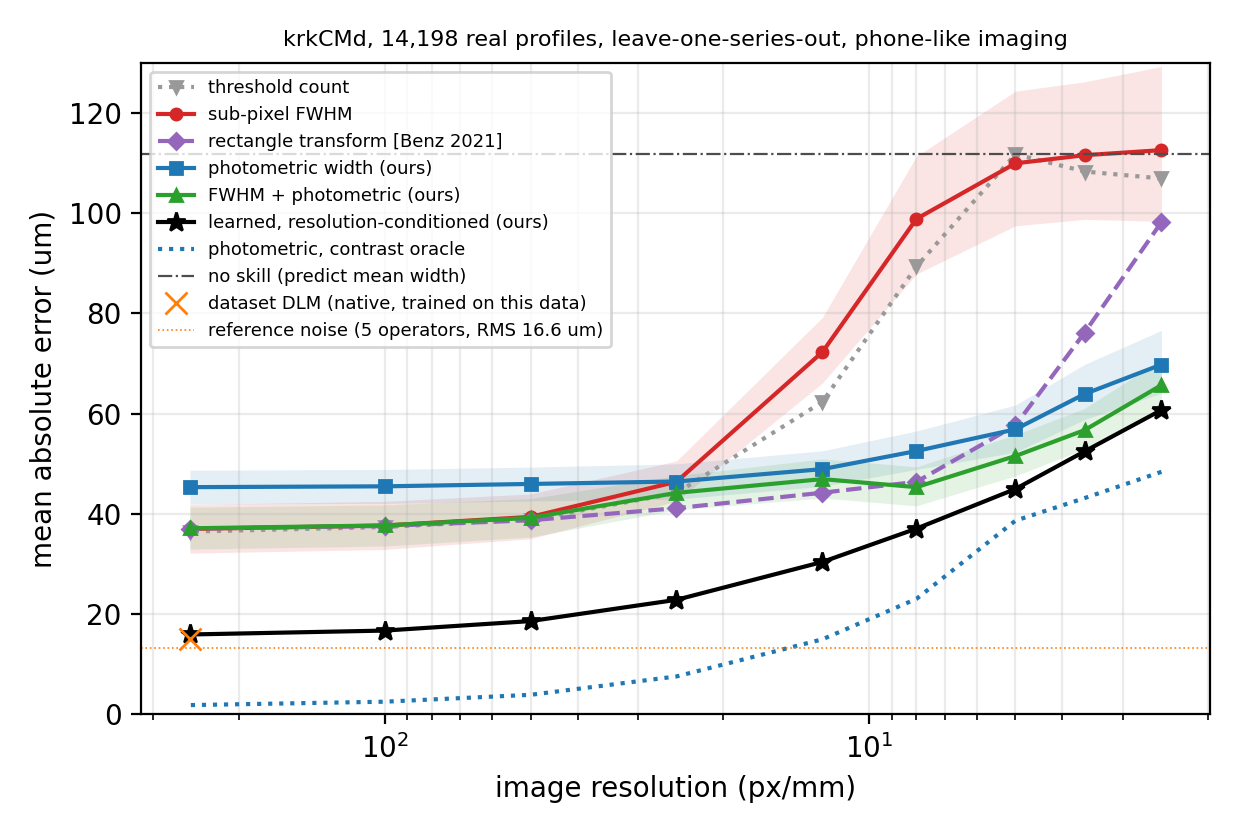 krkCMd, 14,198 real profiles, leave-one-series-out, phone-like imaging
threshold count
sub-pixel FWHM
rectangle transform [Benz 2021]
photometric width (ours)
FWHM + photometric (ours)
learned, resolution-conditioned (ours)
photometric, contrast oracle
no skill (predict mean width)
dataset DLM (native, trained on this data)
reference noise (5 operators, RMS 16.6 um)
mean absolute error (um)
120
100
80
60
40
20
0
10²
10¹
image resolution (px/mm)